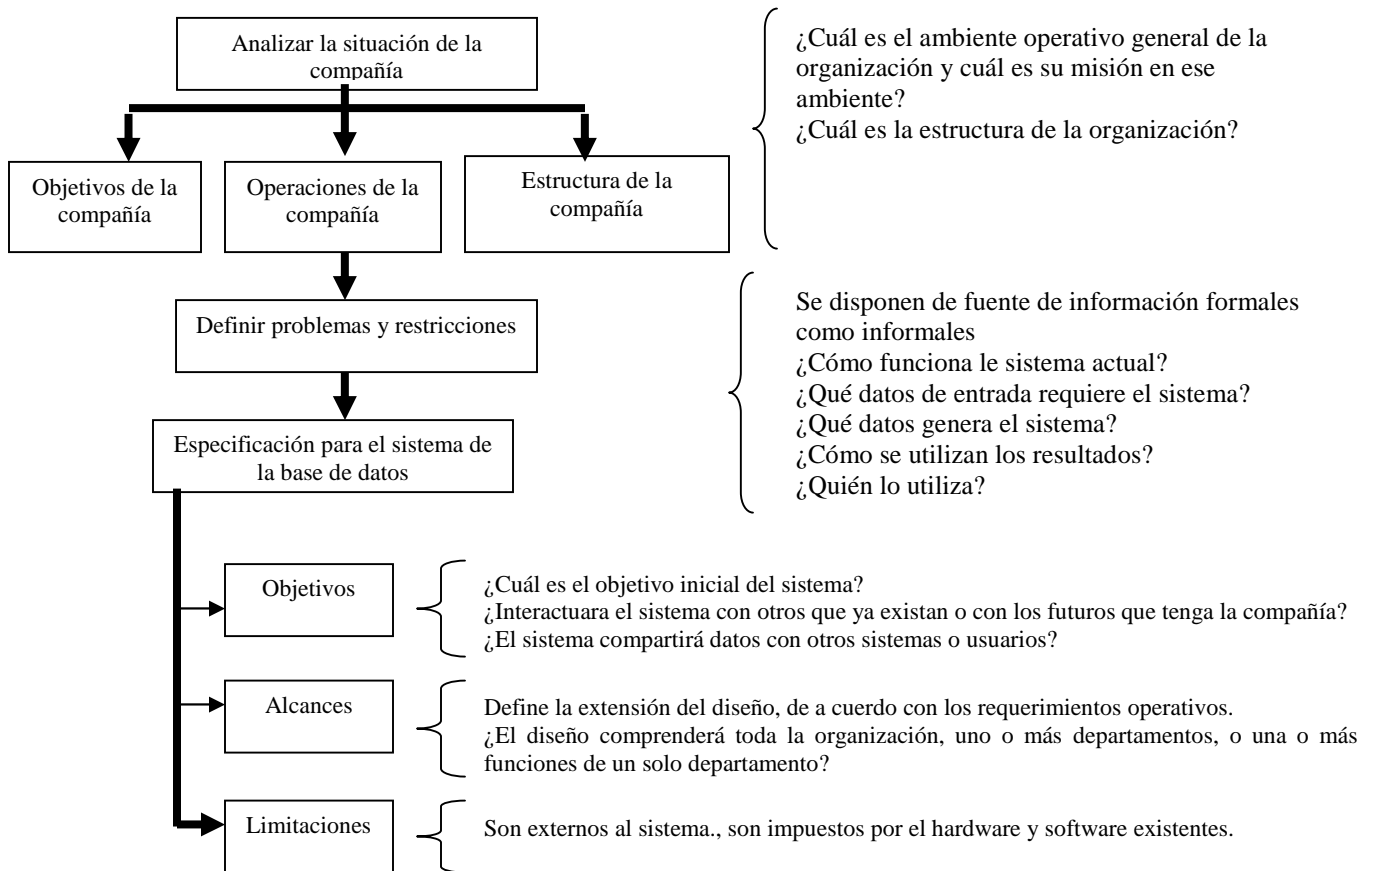 Analizar la situación de la
compañía
¿Cuál es el ambiente operativo general de la
organización y cuál es su misión en ese
ambiente?
¿Cuál es la estructura de la organización?
Objetivos de la
compañía
Operaciones de la
compañía
Estructura de la
compañía
Definir problemas y restricciones
Se disponen de fuente de información formales
como informales
¿Cómo funciona le sistema actual?
¿Qué datos de entrada requiere el sistema?
¿Qué datos genera el sistema?
¿Cómo se utilizan los resultados?
¿Quién lo utiliza?
Especificación para el sistema de
la base de datos
Objetivos
¿Cuál es el objetivo inicial del sistema?
¿Interactuara el sistema con otros que ya existan o con los futuros que tenga la compañía?
¿El sistema compartirá datos con otros sistemas o usuarios?
Alcances
Define la extensión del diseño, de a cuerdo con los requerimientos operativos.
¿El diseño comprenderá toda la organización, uno o más departamentos, o una o más
funciones de un solo departamento?
Limitaciones
Son externos al sistema., son impuestos por el hardware y software existentes.